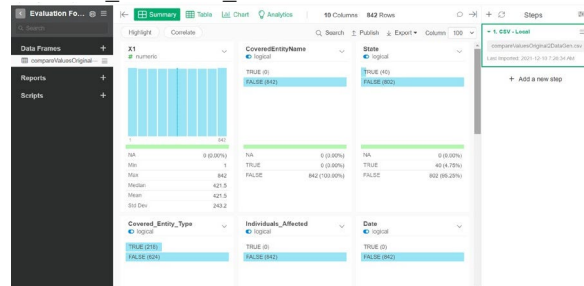 Evaluation Fo...
Summary Table Chart Analytics 10 Columns 842 Rows
Steps
Search
Highlight Correlate Search Publish Export Column 100
Data Frames +
compareValuesOriginal...
Reports +
Scripts +
X1
# numeric
1 842
NA 0 (0.00%)
Min 1
Max 842
Median 421.5
Mean 421.5
Std Dev 243.2
CoveredEntityName
logical
TRUE (0)
FALSE (842)
NA 0 (0.00%)
TRUE 0 (0.00%)
FALSE 842 (100.00%)
State
logical
TRUE (40)
FALSE (802)
NA 0 (0.00%)
TRUE 40 (4.75%)
FALSE 802 (95.25%)
Covered_Entity_Type
logical
TRUE (218)
FALSE (624)
Individuals_Affected
logical
TRUE (0)
FALSE (842)
Date
logical
TRUE (0)
FALSE (842)
1. CSV - Local
compareValuesOriginal2DataGen.csv
+ Add a new step